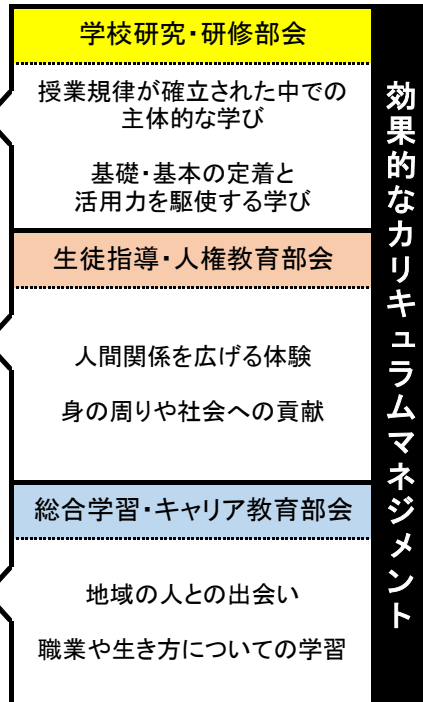 学校研究・研修部会
授業規律が確立された中での
主体的な学び
基礎・基本の定着と
活用力を駆使する学び
生徒指導・人権教育部会
人間関係を広げる体験
身の周りや社会への貢献
総合学習・キャリア教育部会
地域の人との出会い
職業や生き方についての学習
効果的なカリキュラムマネジメント